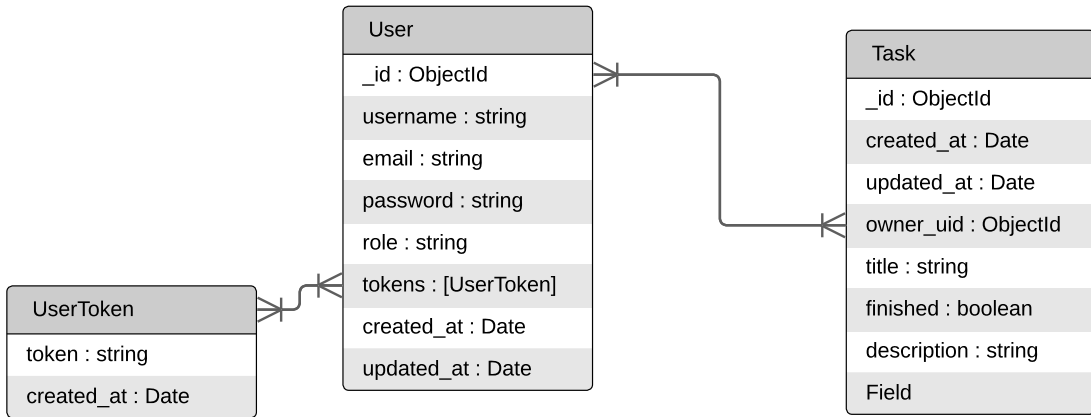 User
_id : ObjectId
username : string
email : string
password : string
role : string
tokens : [UserToken]
created_at : Date
updated_at : Date
UserToken
token : string
created_at : Date
Task
_id : ObjectId
created_at : Date
updated_at : Date
owner_uid : ObjectId
title : string
finished : boolean
description : string
Field